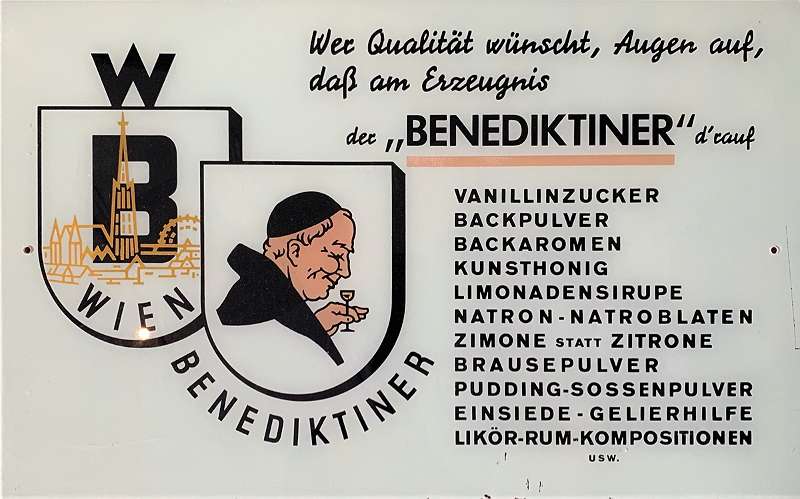 W
B
WIEN
BENEDIKTINER
Wer Qualität wünscht, Augen auf,
daß am Erzeugnis
der „BENEDIKTINER“ d'rauf
VANILLINZUCKER
BACKPULVER
BACKAROMEN
KUNSTHONIG
LIMONADENSIRUPE
NATRON-NATROBLATEN
ZIMONE STATT ZITRONE
BRAUSEPULVER
PUDDING-SOSSENPULVER
EINSIEDE-GELIERHILFE
LIKÖR-RUM-KOMPOSITIONEN
USW.